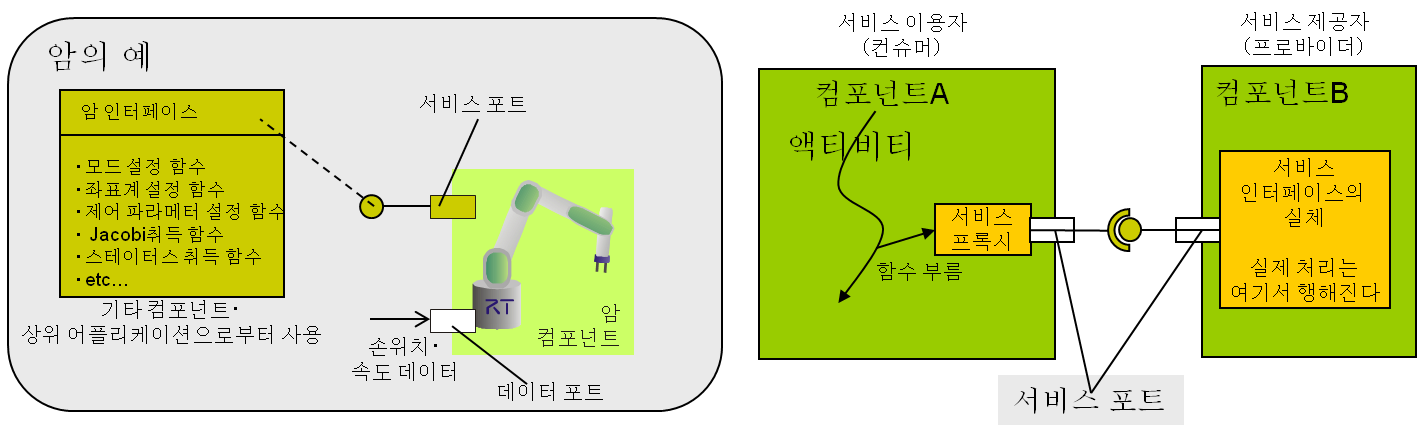 암의 예
암 인터페이스
・모드 설정 함수
・좌표계 설정 함수
・제어 파라메터 설정 함수
・ Jacobi취득 함수
・스테이터스 취득 함수
・etc…
기타 컴포넌트・
상위 어플리케이션으로부터 사용
서비스 포트
RT
암
컴포넌트
손위치・
속도 데이터
데이터 포트
서비스 이용자
(컨슈머)
컴포넌트A
액티비티
서비스
프록시
함수 부름
서비스 제공자
(프로바이더)
컴포넌트B
서비스
인터페이스의
실체
실제 처리는
여기서 행해진다
서비스 포트